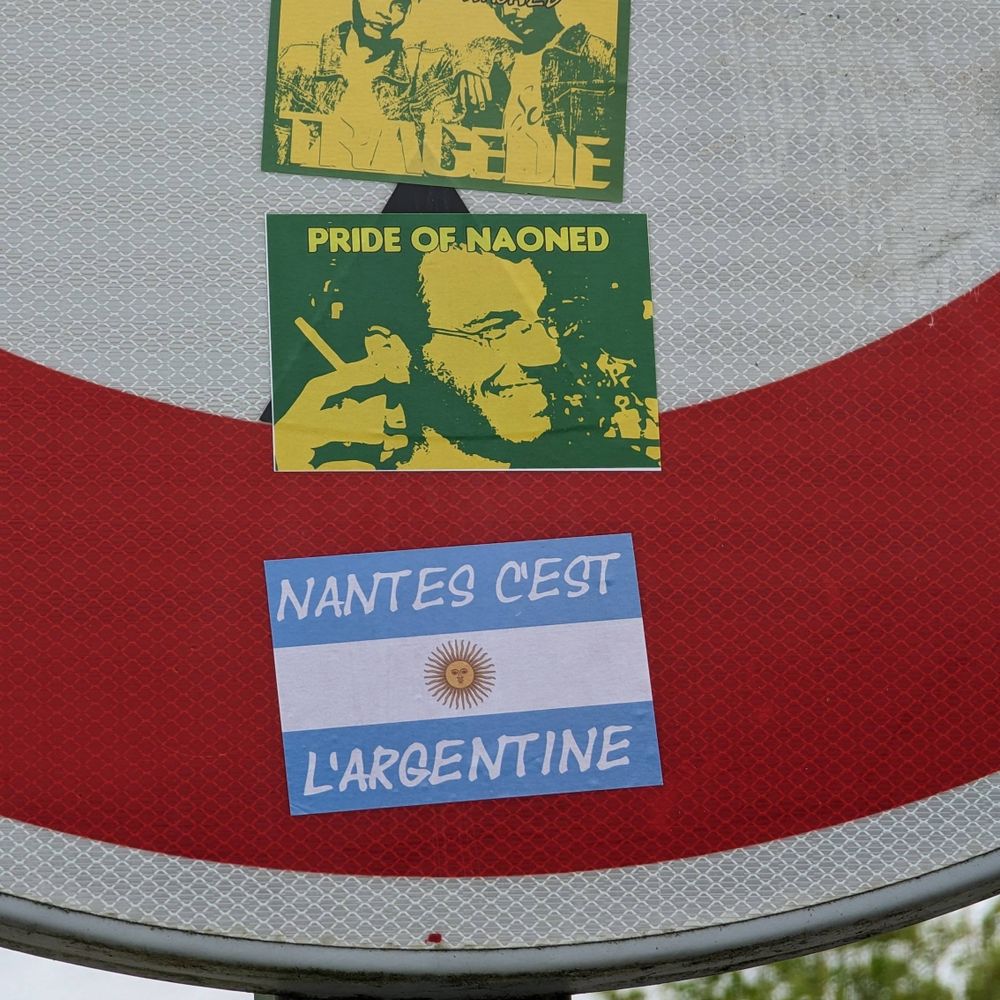 TRAGEDIE
PRIDE OF NAONED
NANTES C'EST
L'ARGENTINE